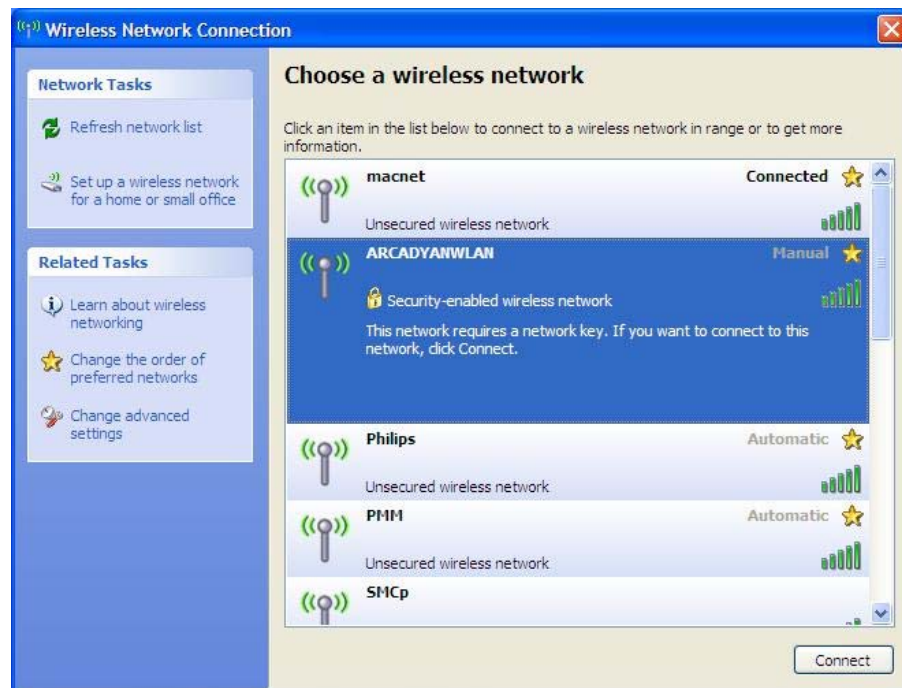 Wireless Network Connection
Network Tasks
Refresh network list
Set up a wireless network
for a home or small office
Related Tasks
Learn about wireless
networking
Change the order of
preferred networks
Change advanced
settings
Choose a wireless network
Click an item in the list below to connect to a wireless network in range or to get more
information.
macnet Connected
Unsecured wireless network
ARCADYANWLAN Manual
Security-enabled wireless network
This network requires a network key. If you want to connect to this
network, click Connect.
Philips Automatic
Unsecured wireless network
PMM Automatic
Unsecured wireless network
SMCp
Connect